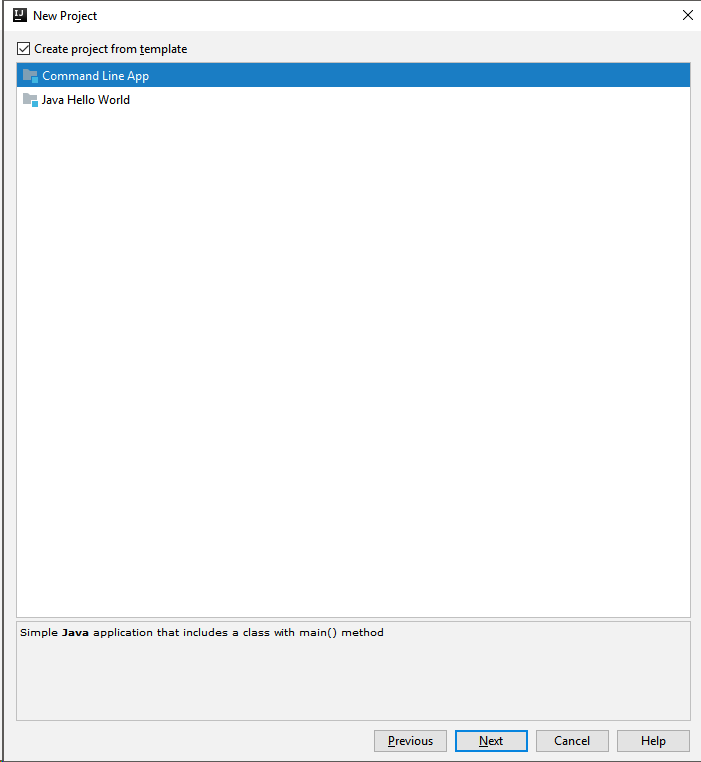 IJ New Project
Create project from template
Command Line App
Java Hello World
Simple Java application that includes a class with main() method
Previous Next Cancel Help